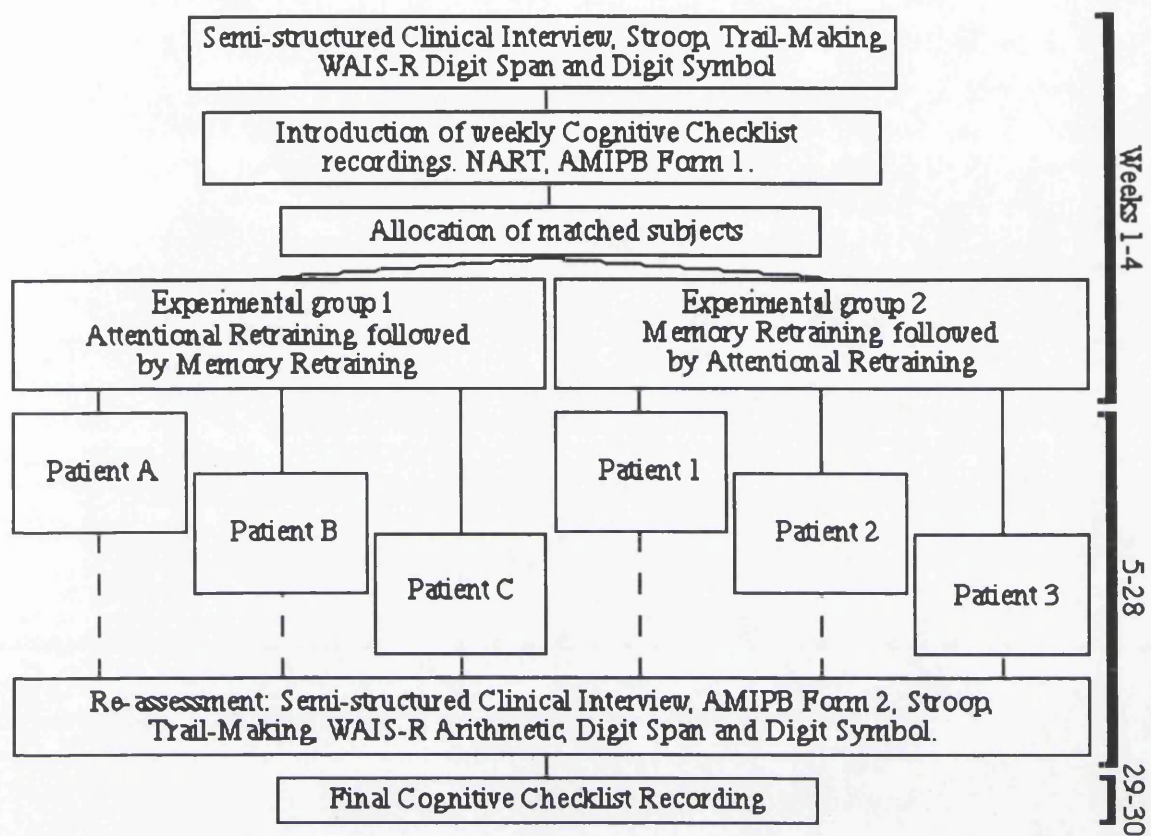 Semi-structured Clinical Interview, Stroop, Trail-Making,
WAIS-R Digit Span and Digit Symbol
Introduction of weekly Cognitive Checklist
recordings. NART, AMIPB Form 1.
Allocation of matched subjects
Experimental group 1
Attentional Retraining followed
by Memory Retraining
Experimental group 2
Memory Retraining followed
by Attentional Retraining
Weeks 1-4
Patient A
Patient B
Patient C
Patient 1
Patient 2
Patient 3
5-28
Re-assessment: Semi-structured Clinical Interview, AMIPB Form 2, Stroop,
Trail-Making, WAIS-R Arithmetic, Digit Span and Digit Symbol.
Final Cognitive Checklist Recording
29-30